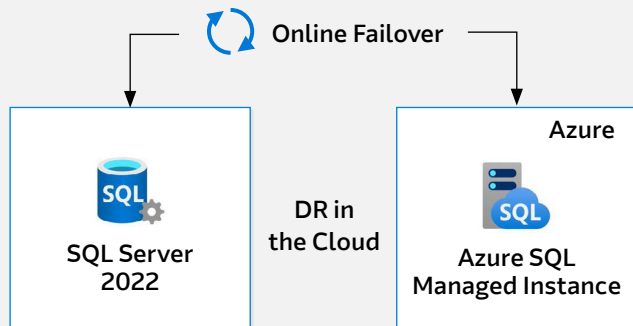 Online Failover
Azure
SQL
SQL Server
2022
DR in
the Cloud
SQL
Azure SQL
Managed Instance